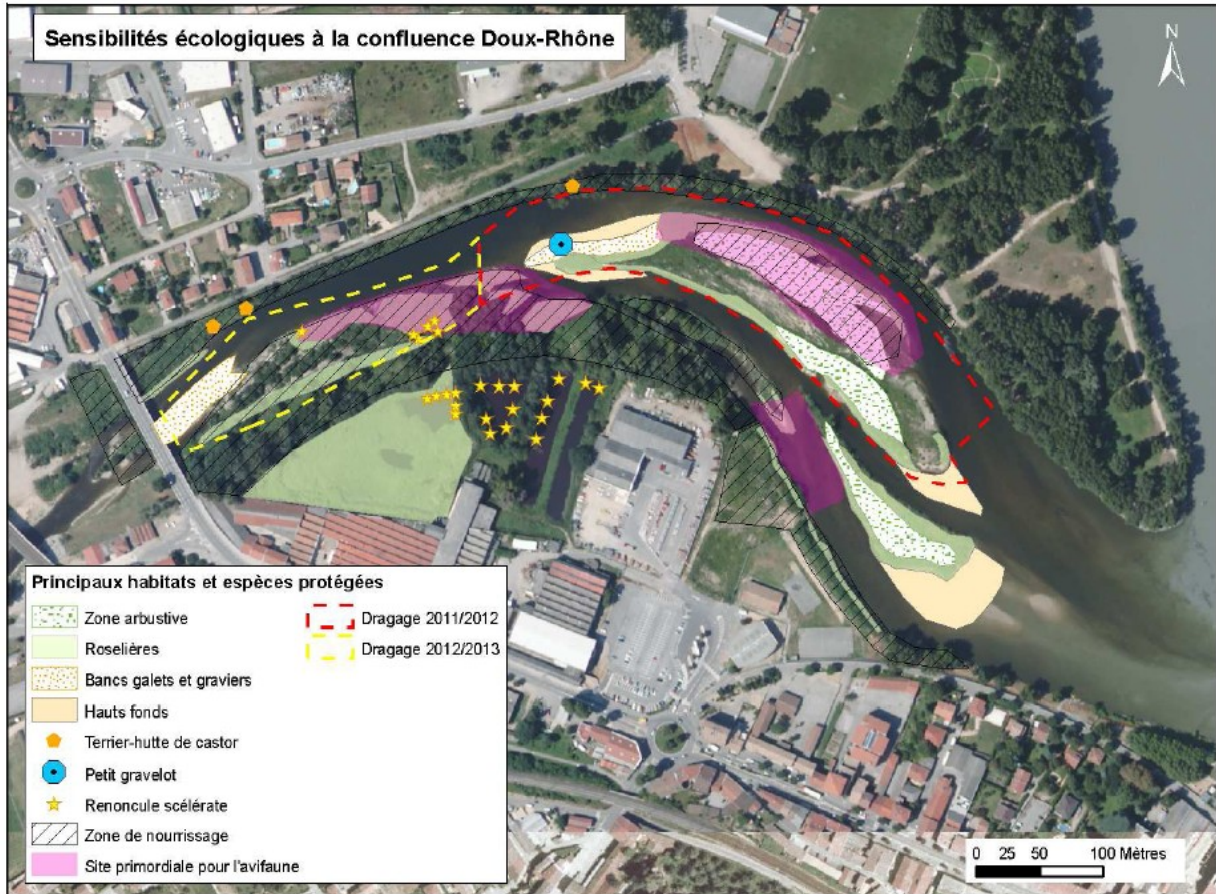 Sensibilités écologiques à la confluence Doux-Rhône
N
Principaux habitats et espèces protégées
Zone arbustive
Roselières
Bancs galets et graviers
Hauts fonds
Terrier-hutte de castor
Petit gravelot
Renoncule scélérate
Zone de nourrissage
Site primordiale pour l'avifaune
Dragage 2011/2012
Dragage 2012/2013
0 25 50 100 Mètres